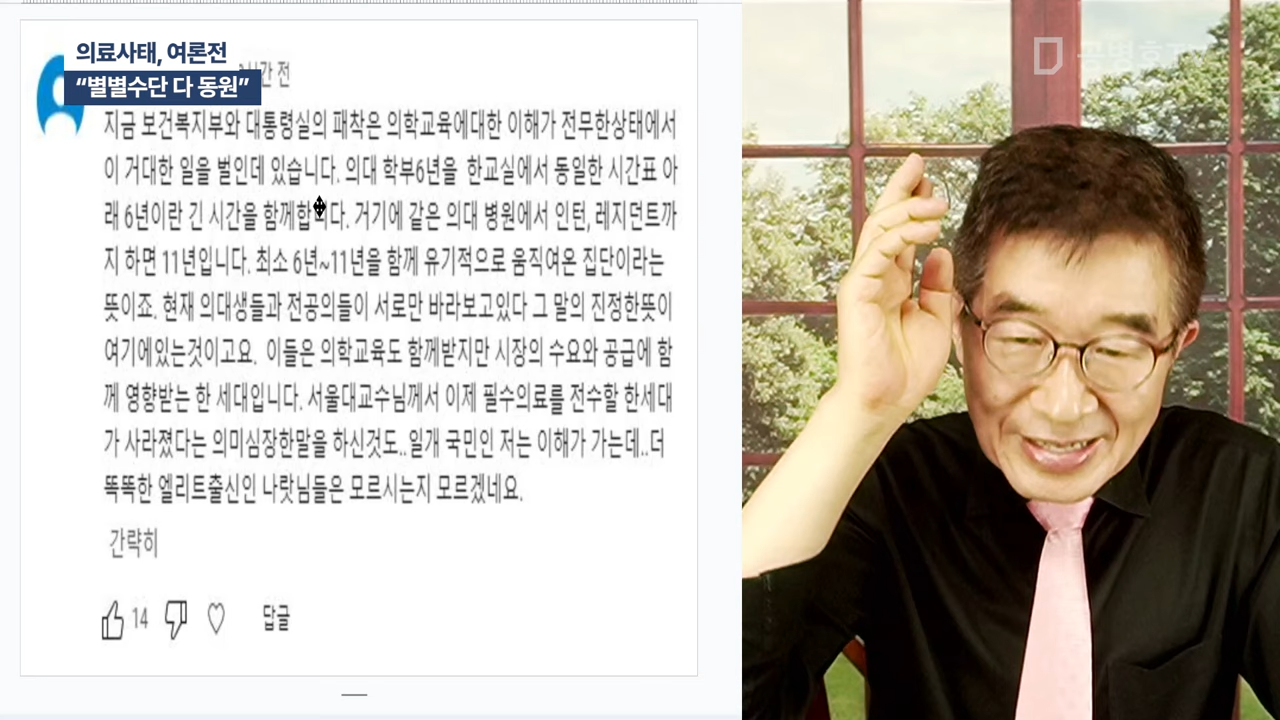 의료사태, 여론전
“별별수단 다 동원”
간 전
지금 보건복지부와 대통령실의 패착은 의학교육에대한 이해가 전무한상태에서
이 거대한 일을 벌인데 있습니다. 의대 학부6년을 한교실에서 동일한 시간표 아
래 6년이란 긴 시간을 함께합니다. 거기에 같은 의대 병원에서 인턴, 레지던트까
지 하면 11년입니다. 최소 6년~11년을 함께 유기적으로 움직여온 집단이라는
뜻이죠. 현재 의대생들과 전공의들이 서로만 바라보고있다 그 말의 진정한뜻이
여기에있는것이고요. 이들은 의학교육도 함께받지만 시장의 수요와 공급에 함
께 영향받는 한 세대입니다. 서울대교수님께서 이제 필수의료를 전수할 한세대
가 사라졌다는 의미심장한말을 하신것도..일개 국민인 저는 이해가 가는데..더
똑똑한 엘리트출신인 나랏님들은 모르시는지 모르겠네요.
간략히
14 답글
공병호